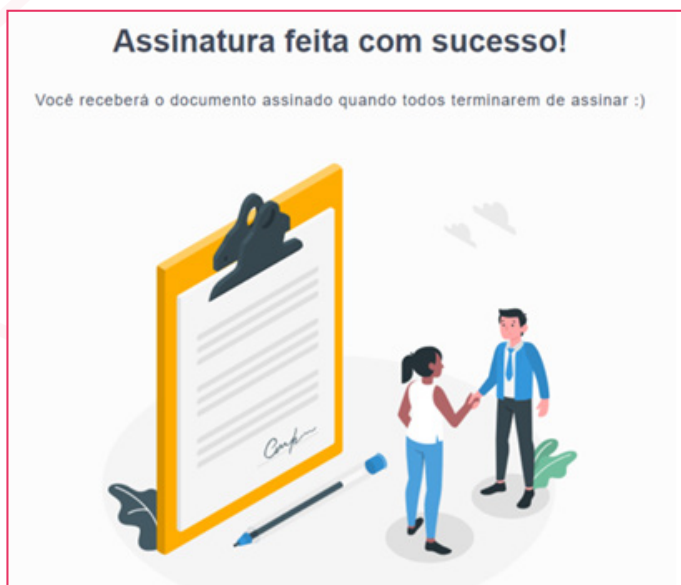 Assinatura feita com sucesso!
Você receberá o documento assinado quando todos terminarem de assinar :)